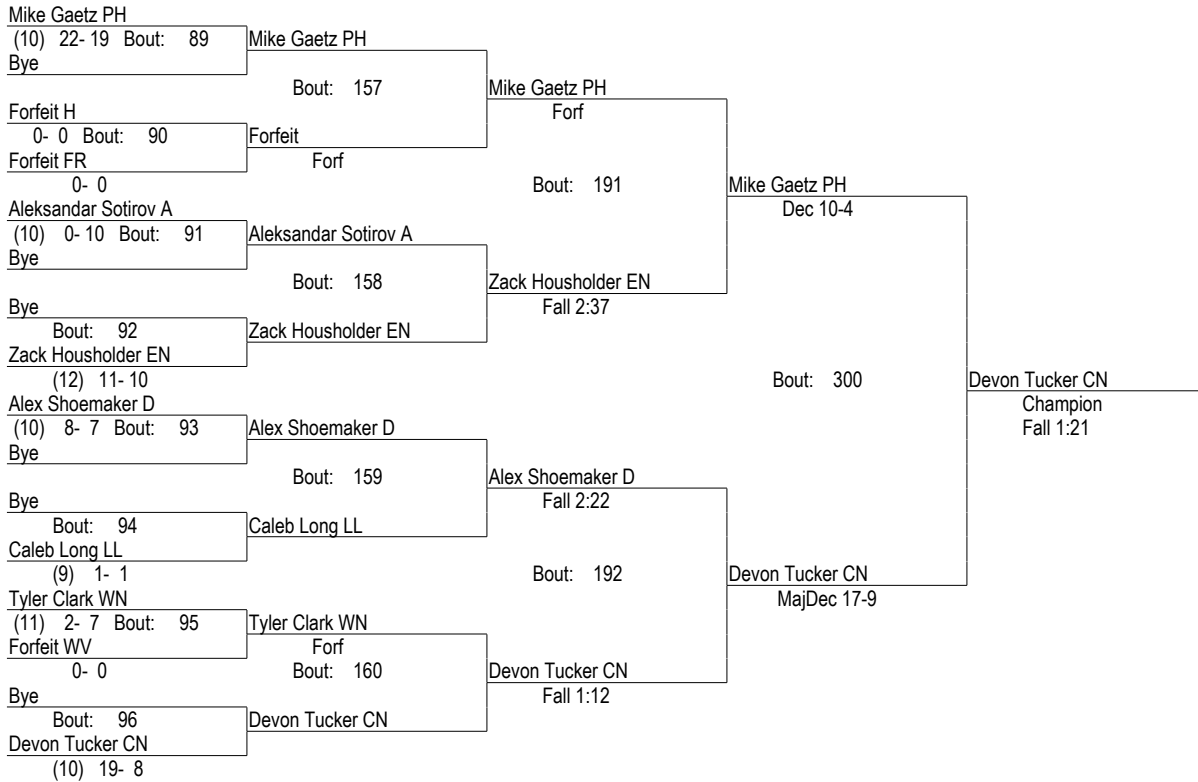 Mike Gaetz PH
(10) 22- 19 Bout: 89
Bye
Forfeit H
0- 0 Bout: 90
Forfeit FR
0- 0
Aleksandar Sotirov A
(10) 0- 10 Bout: 91
Bye
Bye
Bout: 92
Zack Housholder EN
(12) 11- 10
Alex Shoemaker D
(10) 8- 7 Bout: 93
Bye
Bye
Bout: 94
Caleb Long LL
(9) 1- 1
Tyler Clark WN
(11) 2- 7 Bout: 95
Forfeit WV
0- 0
Bye
Bout: 96
Devon Tucker CN
(10) 19- 8
Mike Gaetz PH
Bout: 157
Forfeit
Forf
Aleksandar Sotirov A
Bout: 158
Zack Housholder EN
Alex Shoemaker D
Bout: 159
Caleb Long LL
Tyler Clark WN
Forf
Bout: 160
Devon Tucker CN
Mike Gaetz PH
Forf
Bout: 191
Zack Housholder EN
Fall 2:37
Alex Shoemaker D
Fall 2:22
Bout: 192
Devon Tucker CN
Fall 1:12
Mike Gaetz PH
Dec 10-4
Bout: 300
Devon Tucker CN
MajDec 17-9
Devon Tucker CN
Champion
Fall 1:21